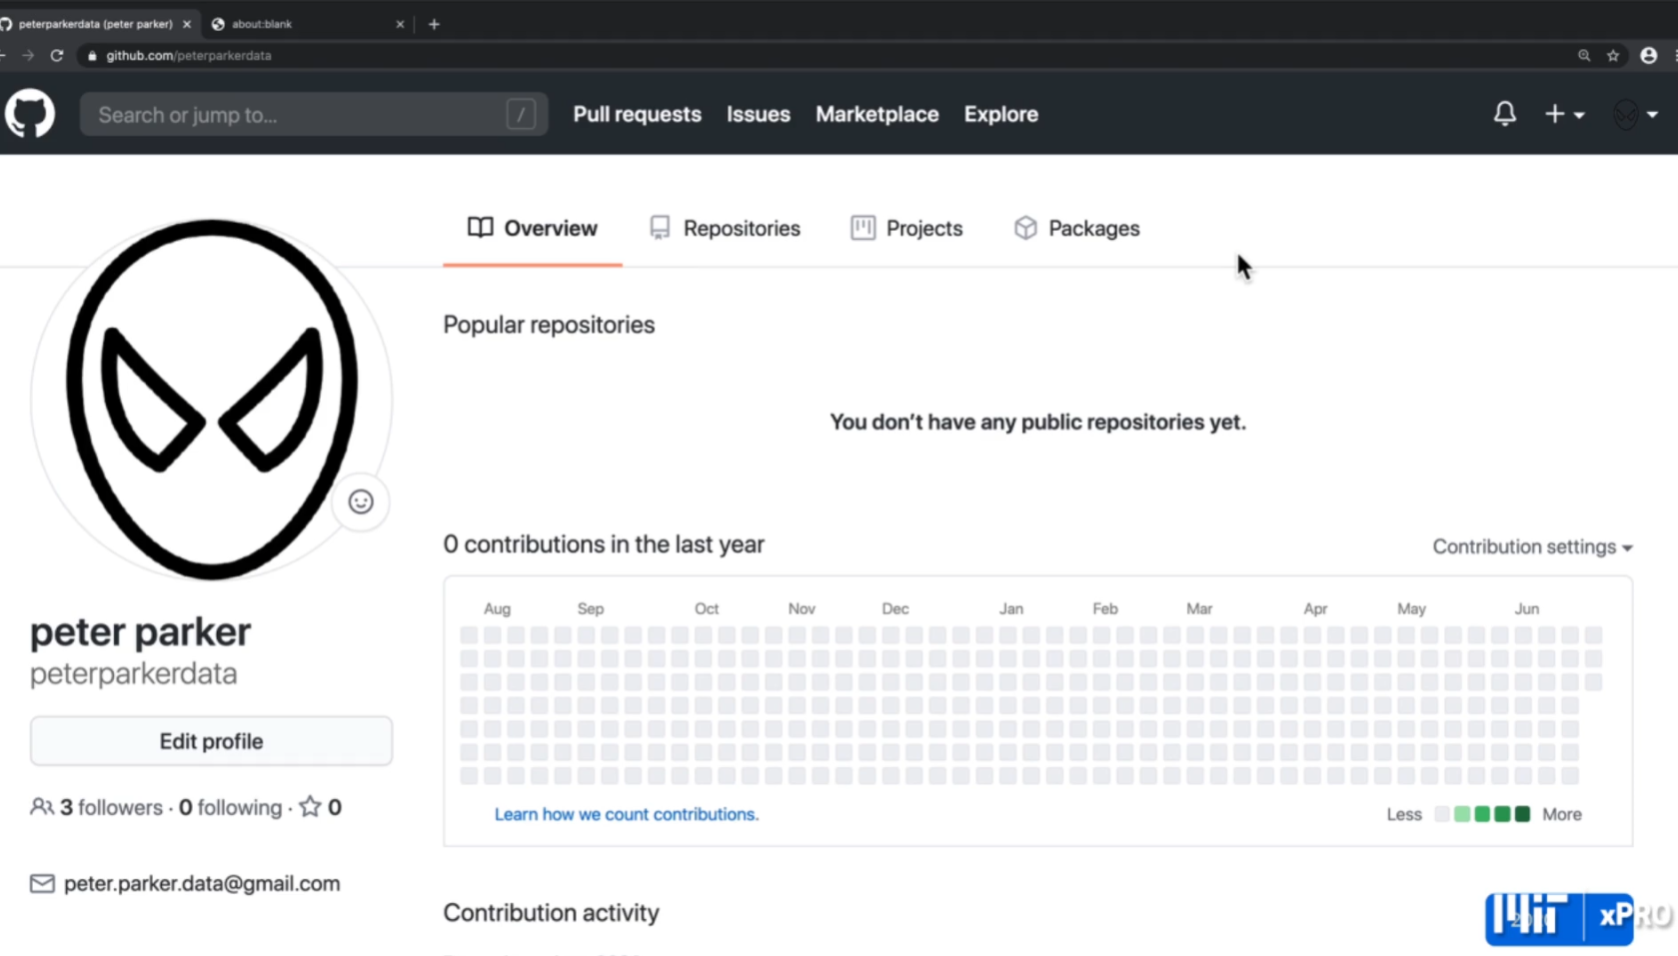 peterparkerdata (peter parker)
about:blank
github.com/peterparkerdata
Search or jump to...
/
Pull requests
Issues
Marketplace
Explore
Overview
Repositories
Projects
Packages
Popular repositories
You don't have any public repositories yet.
0 contributions in the last year
Contribution settings
Aug Sep Oct Nov Dec Jan Feb Mar Apr May Jun
Learn how we count contributions.
Less
More
peter parker
peterparkerdata
Edit profile
3 followers · 0 following · 0
peter.parker.data@gmail.com
Contribution activity
MIT xPRO